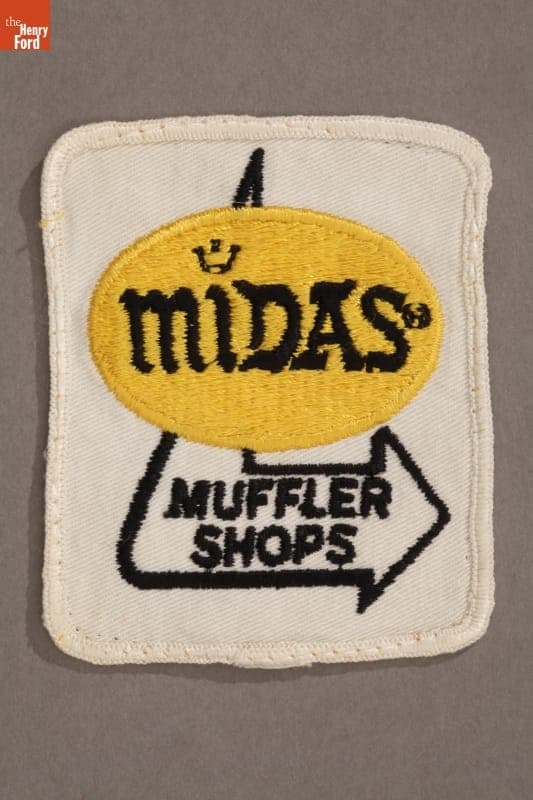 the
Henry
Ford
MIDAS®
MUFFLER
SHOPS